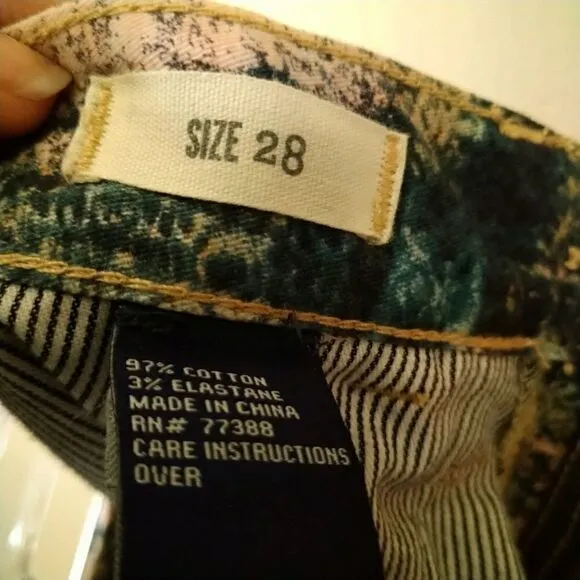 SIZE 28
97% COTTON
3% ELASTANE
MADE IN CHINA
RN# 77388
CARE INSTRUCTIONS
OVER